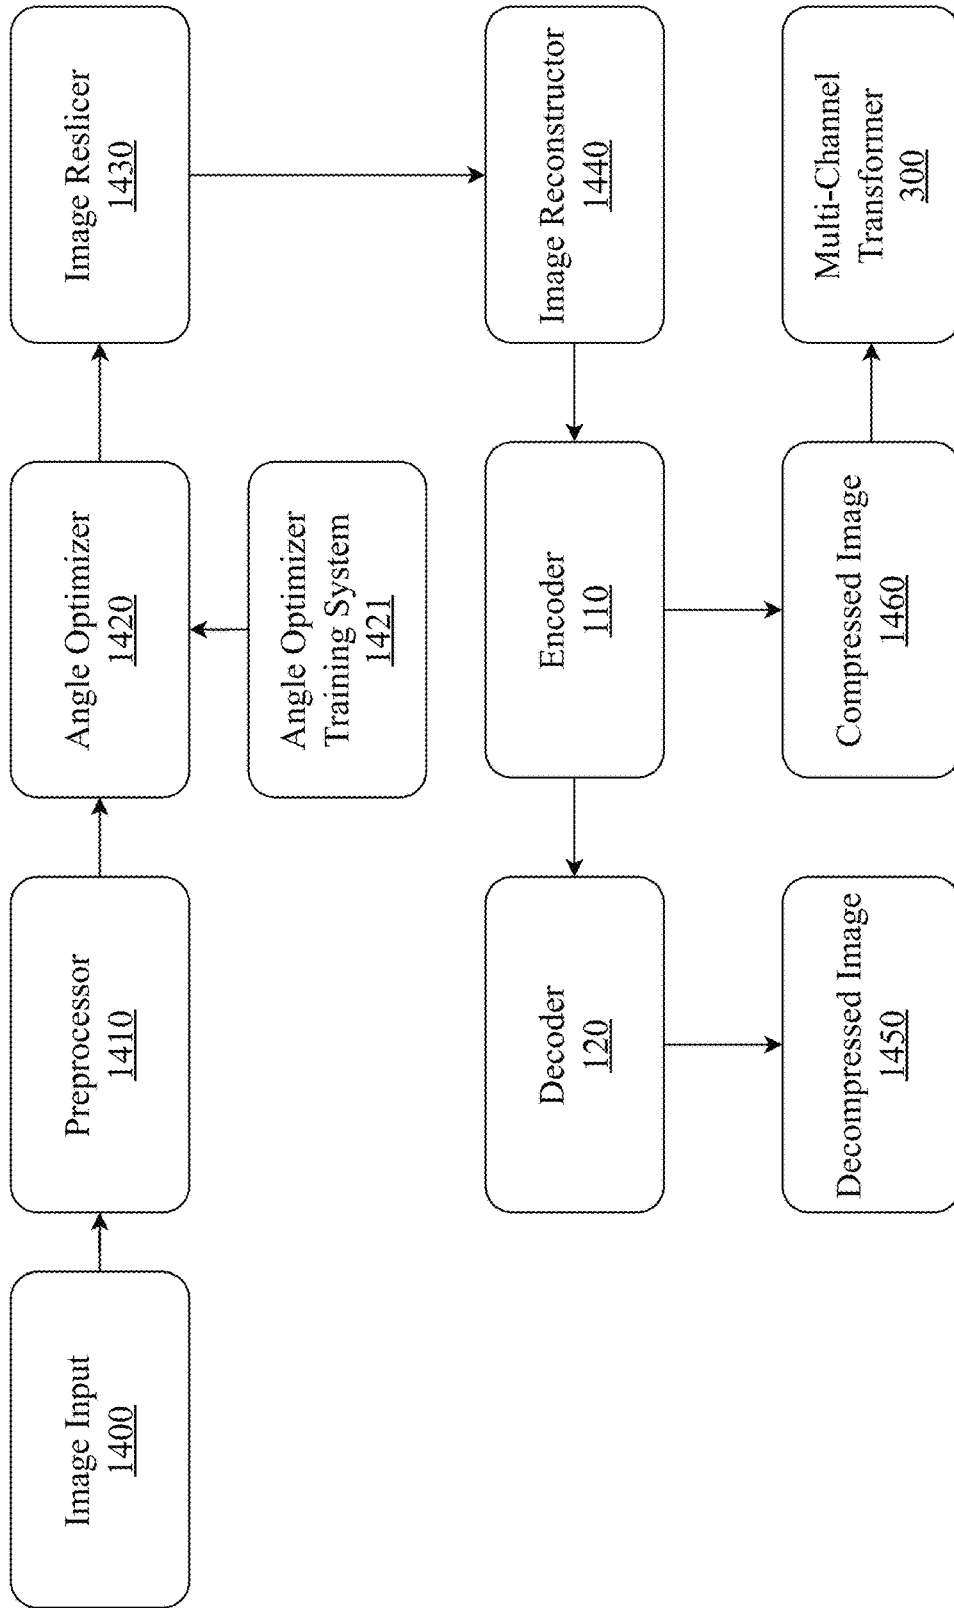 Image Input
1400
Preprocessor
1410
Angle Optimizer
1420
Image Reslicer
1430
Angle Optimizer
Training System
1421
Decoder
120
Encoder
110
Image Reconstructor
1440
Decompressed Image
1450
Compressed Image
1460
Multi-Channel
Transformer
300